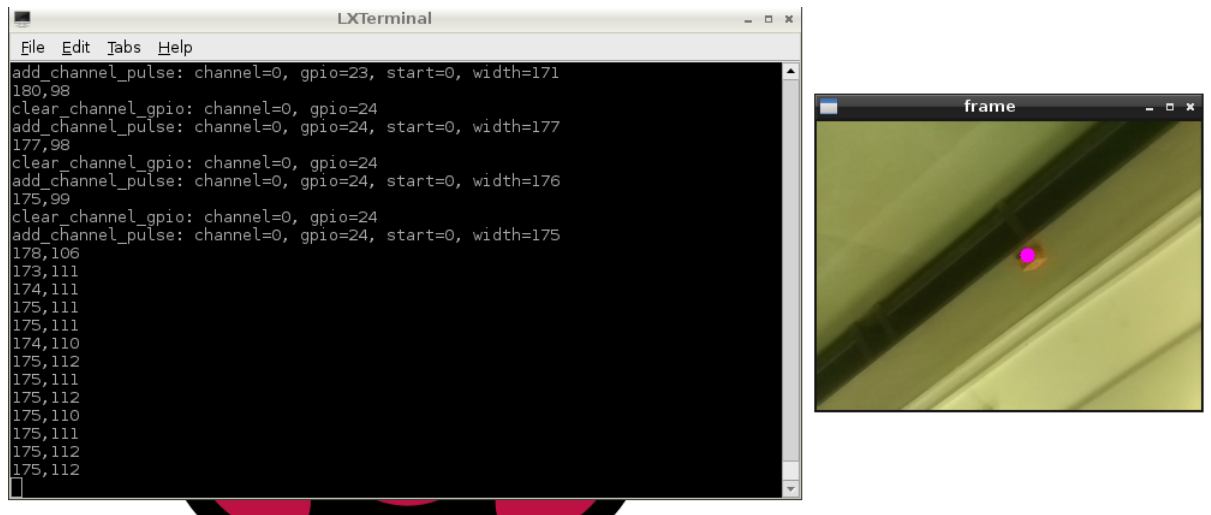 LXTerminal
File Edit Tabs Help
add_channel_pulse: channel=0, gpio=23, start=0, width=171
180,98
clear_channel_gpio: channel=0, gpio=24
add_channel_pulse: channel=0, gpio=24, start=0, width=177
177,98
clear_channel_gpio: channel=0, gpio=24
add_channel_pulse: channel=0, gpio=24, start=0, width=176
175,99
clear_channel_gpio: channel=0, gpio=24
add_channel_pulse: channel=0, gpio=24, start=0, width=175
178,106
173,111
174,111
175,111
175,111
174,110
175,112
175,111
175,112
175,110
175,111
175,112
175,112
frame